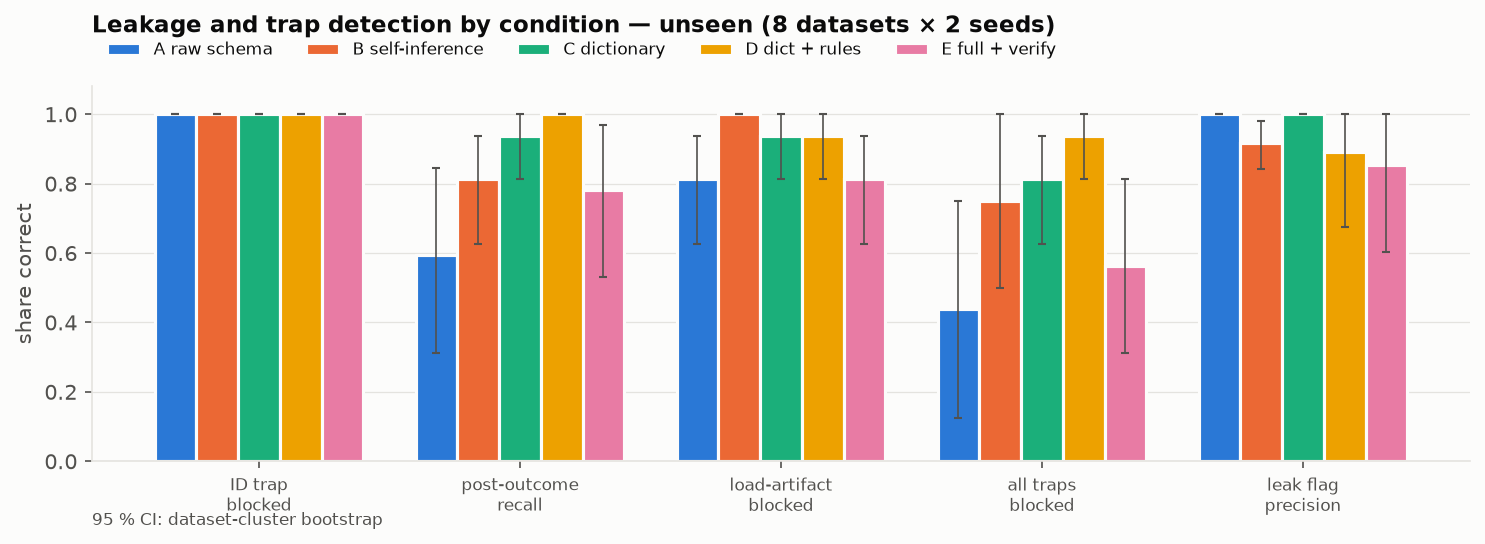 Leakage and trap detection by condition — unseen (8 datasets × 2 seeds)
A raw schema B self-inference C dictionary D dict + rules E full + verify
1.0
0.8
0.6
0.4
0.2
0.0
share correct
ID trap blocked
post-outcome recall
load-artifact blocked
all traps blocked
leak flag precision
95 % CI: dataset-cluster bootstrap